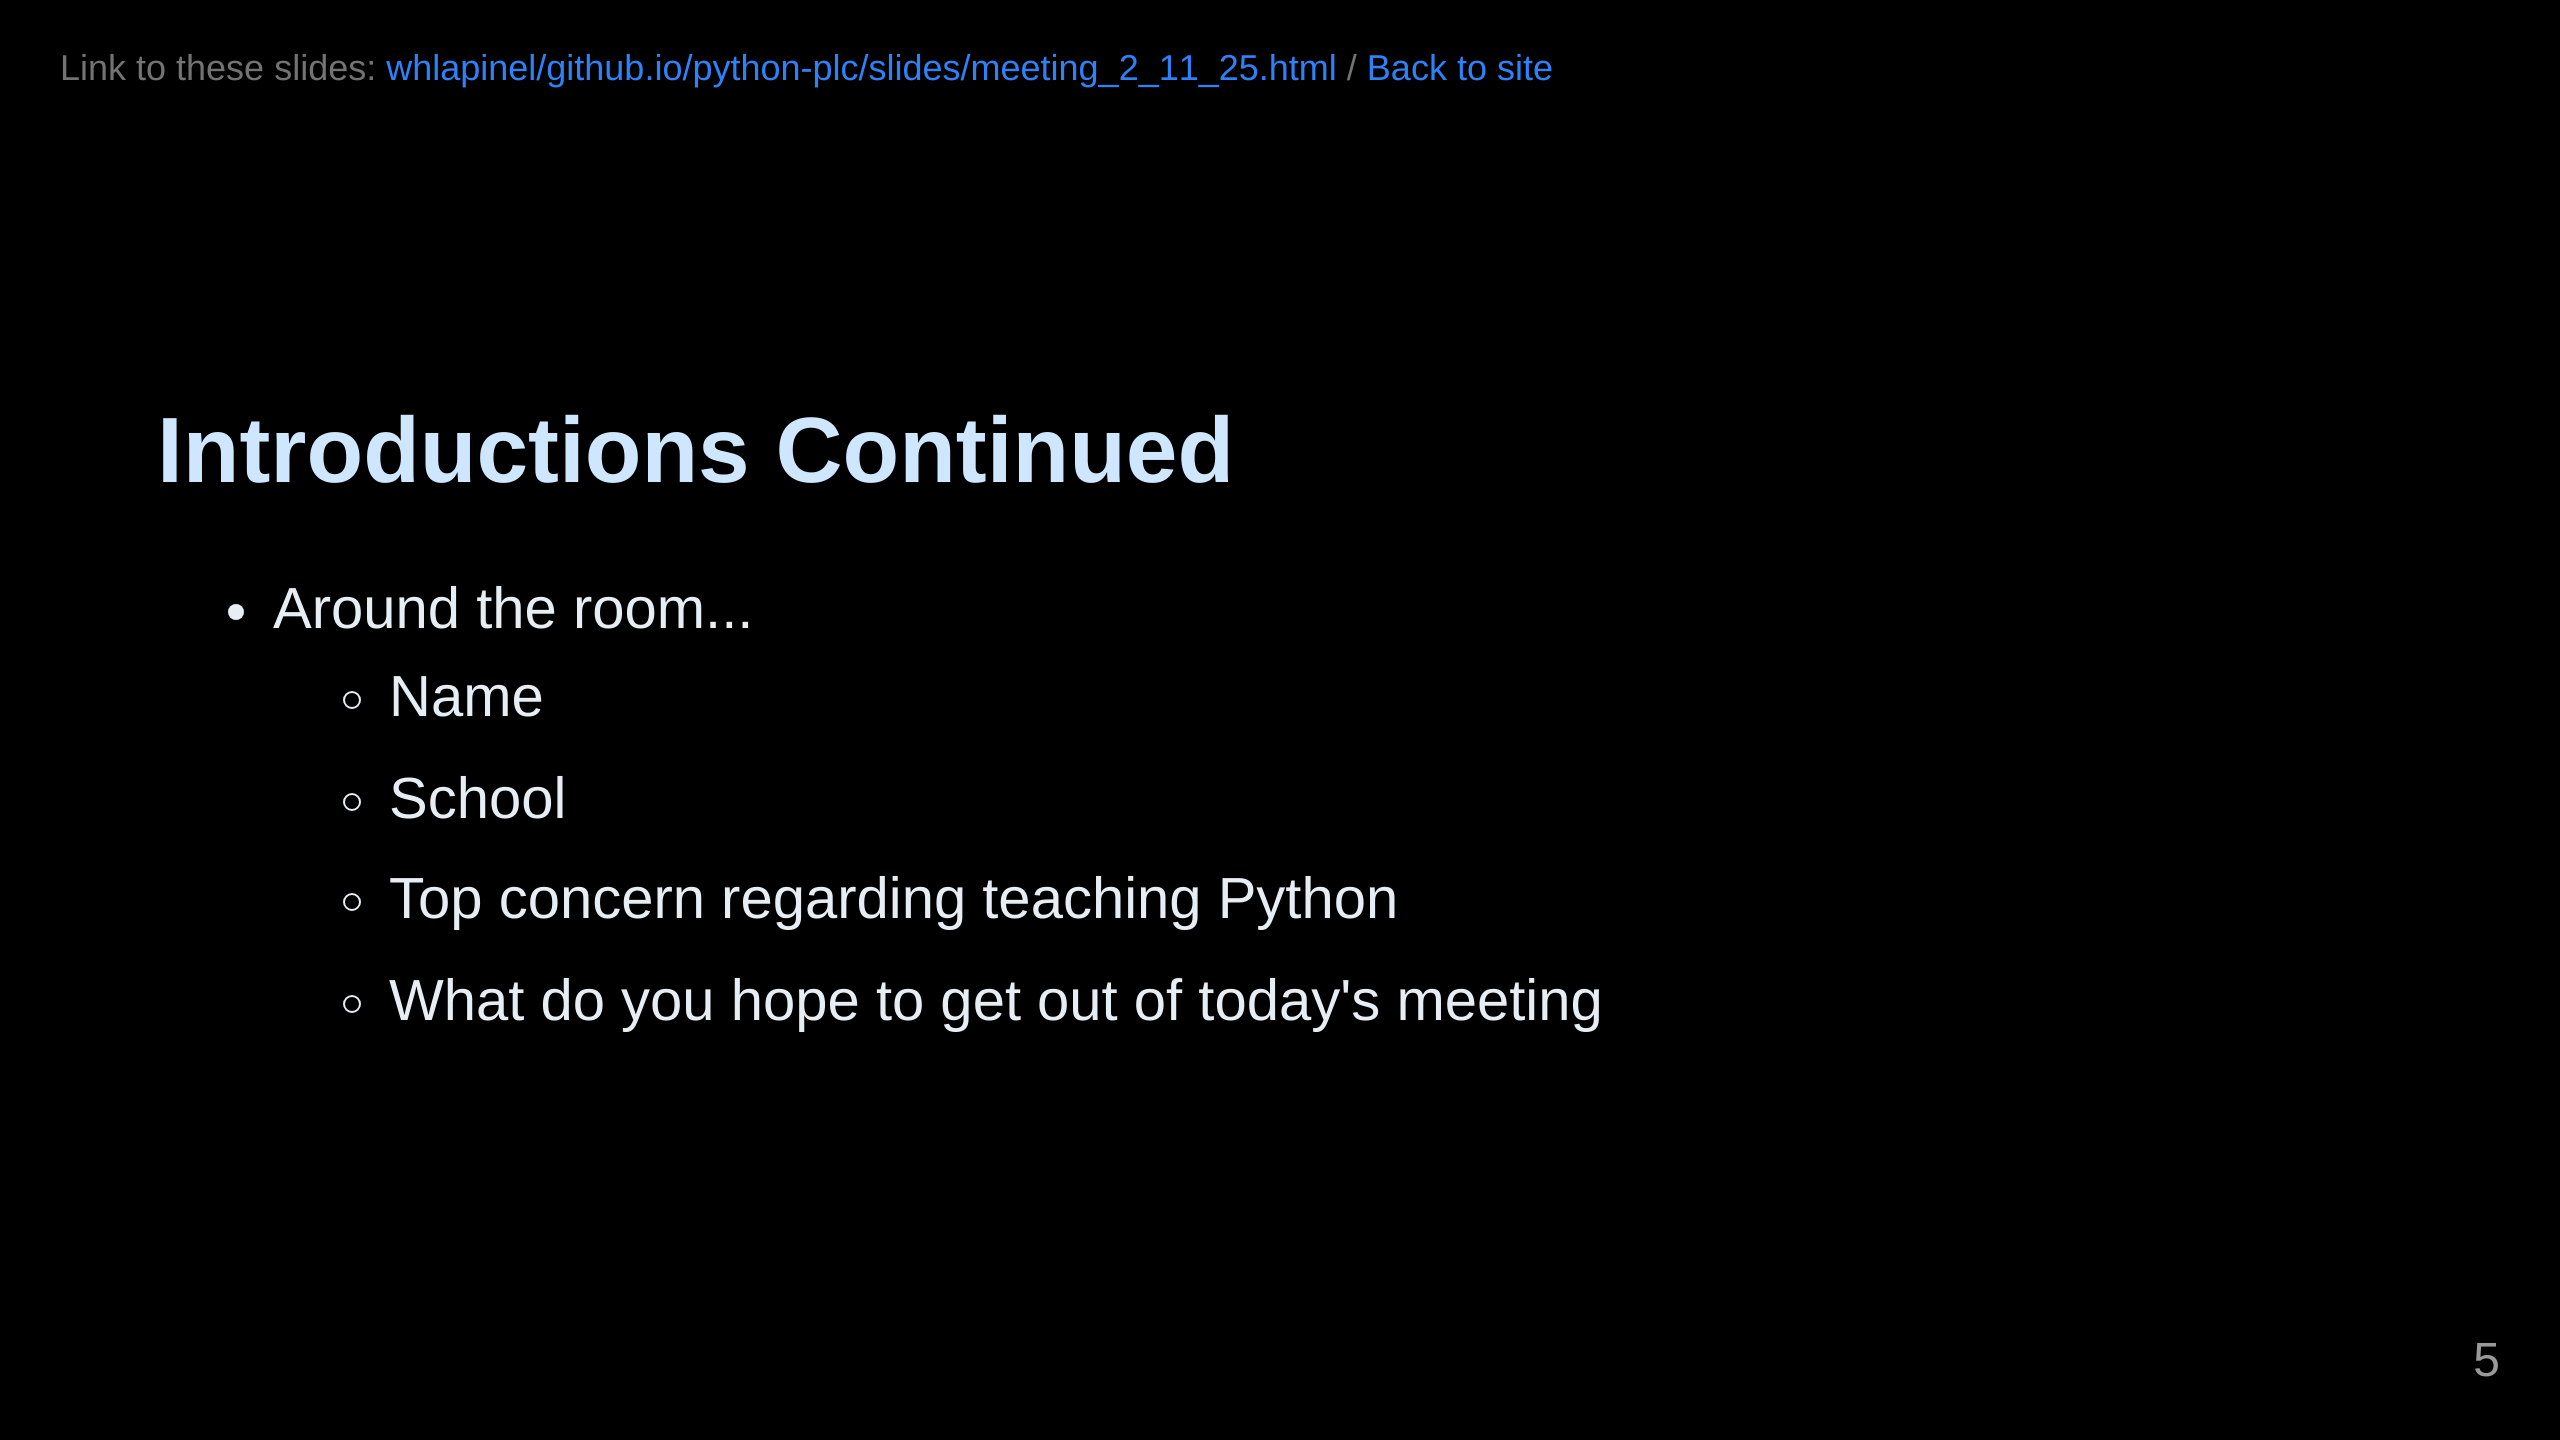 Link to these slides: whlapinel/github.io/python-plc/slides/meeting_2_11_25.html / Back to site
Introductions Continued
Around the room...
Name
School
Top concern regarding teaching Python
What do you hope to get out of today's meeting
5